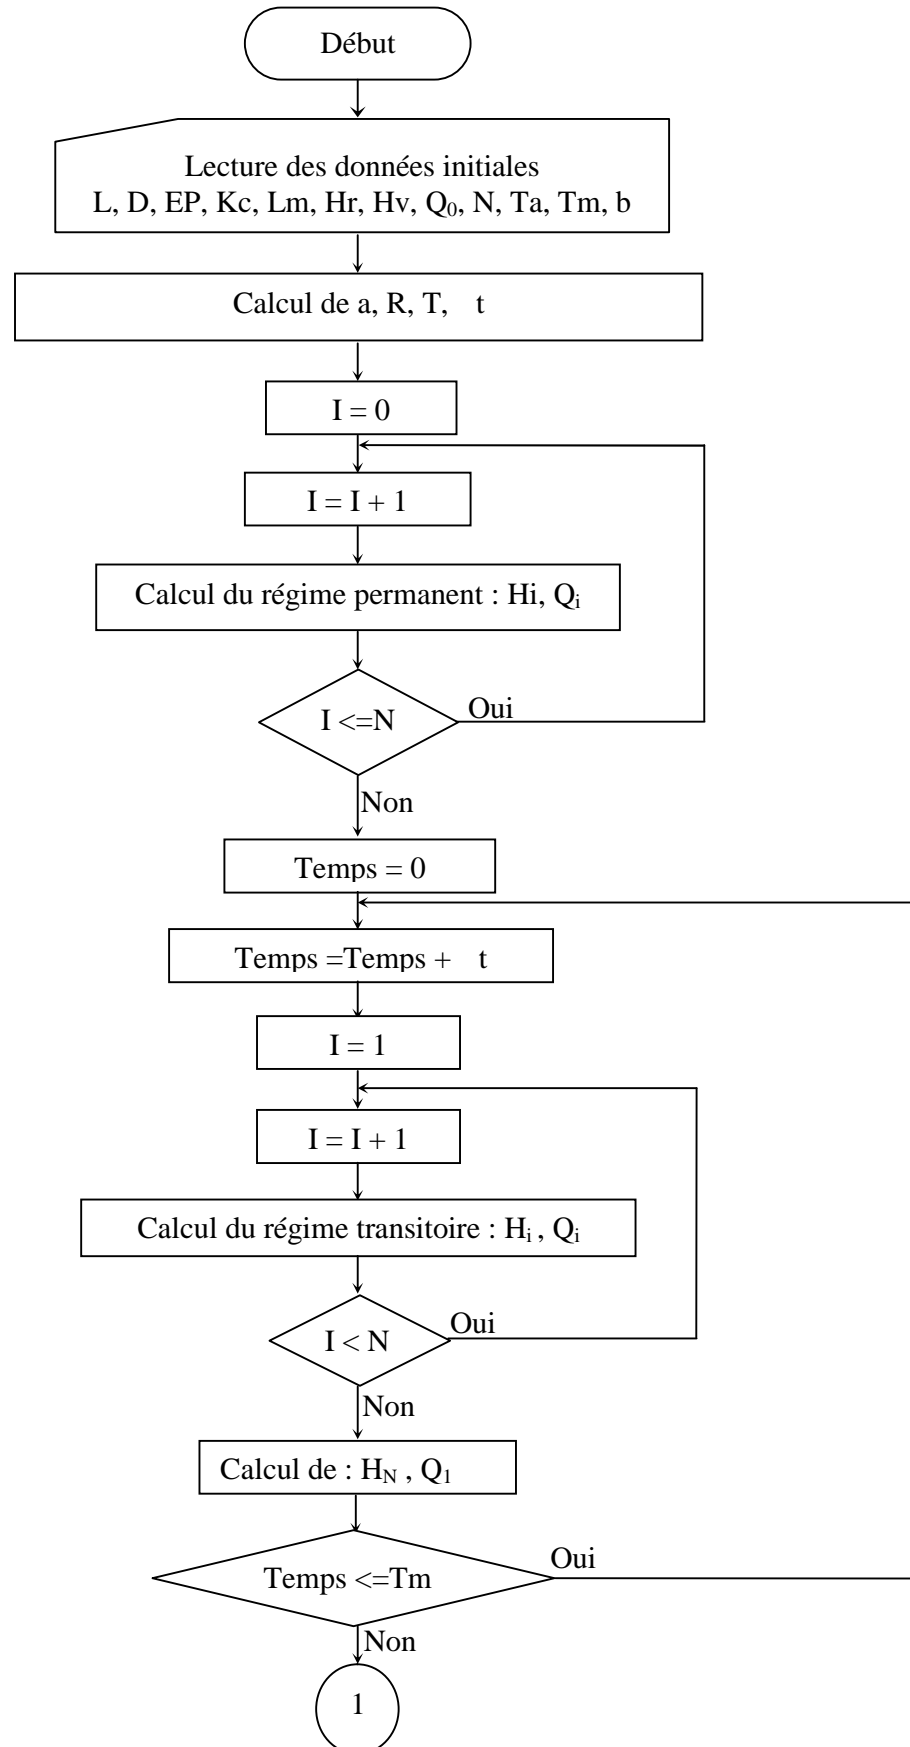 Début
Lecture des données initiales
L, D, EP, Kc, Lm, Hr, Hv, Q₀, N, Ta, Tm, b
Calcul de a, R, T, t
I = 0
I = I + 1
Calcul du régime permanent : Hi, Qᵢ
I <=N
Oui
Non
Temps = 0
Temps =Temps + t
I = 1
I = I + 1
Calcul du régime transitoire : Hᵢ , Qᵢ
I < N
Oui
Non
Calcul de : H_N , Q₁
Temps <=Tm
Oui
Non
1